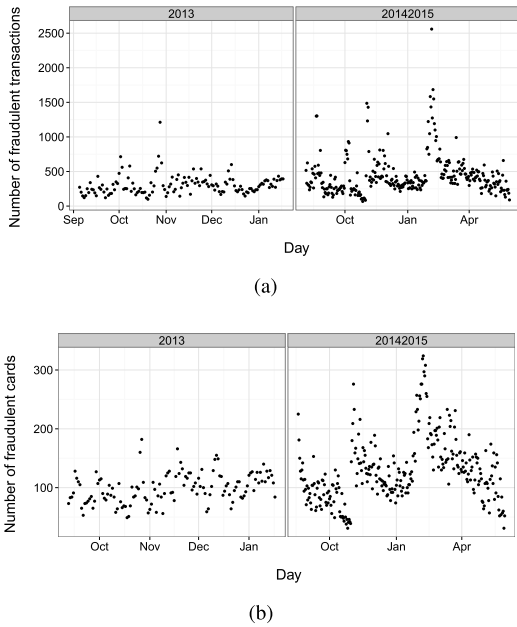 2013 20142015
Number of fraudulent transactions
2500
2000
1500
1000
500
0
Sep Oct Nov Dec Jan Oct Jan Apr
Day
(a)
2013 20142015
Number of fraudulent cards
300
200
100
Oct Nov Dec Jan Oct Jan Apr
Day
(b)